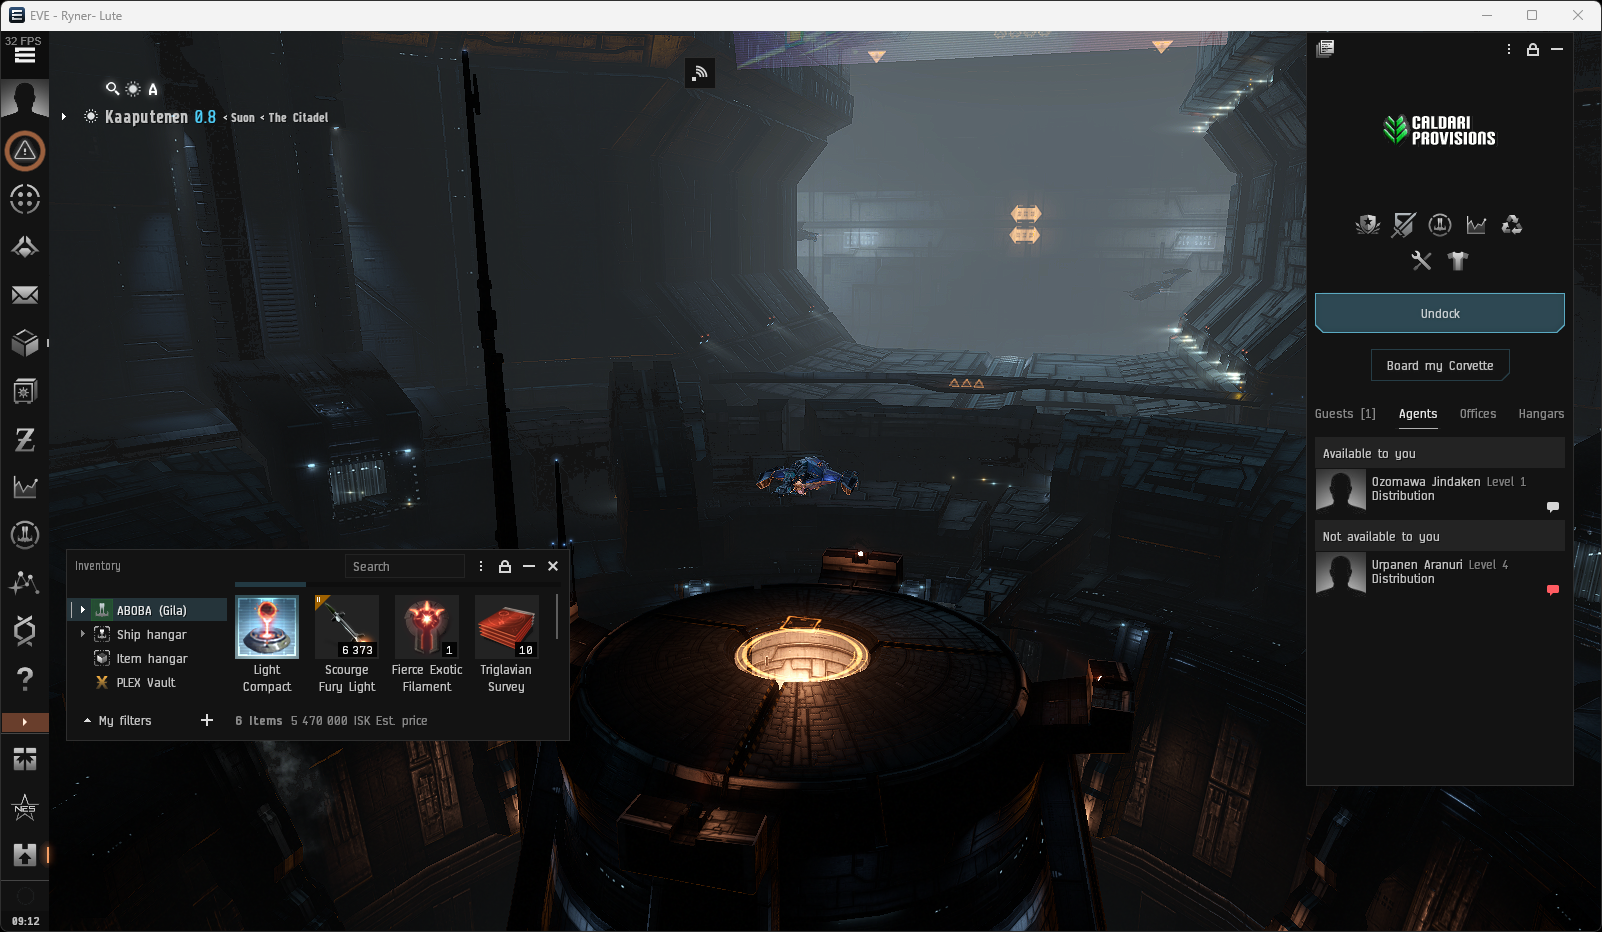 EVE - Ryner- Lute
32 FPS
A
Kaaputenen 0.8 < Suon < The Citadel
CALDARI
PROVISIONS
Undock
Board my Corvette
Guests [1] Agents Offices Hangars
Available to you
Ozomawa Jindaken Level 1
Distribution
Not available to you
Urpanen Aranuri Level 4
Distribution
Inventory
Search
ABOBA (Gila)
Ship hangar
Item hangar
PLEX Vault
My filters
II
6 373
1
10
Light
Compact
Scourge
Fury Light
Fierce Exotic
Filament
Triglavian
Survey
6 Items 5 470 000 ISK Est. price
NES
09:12